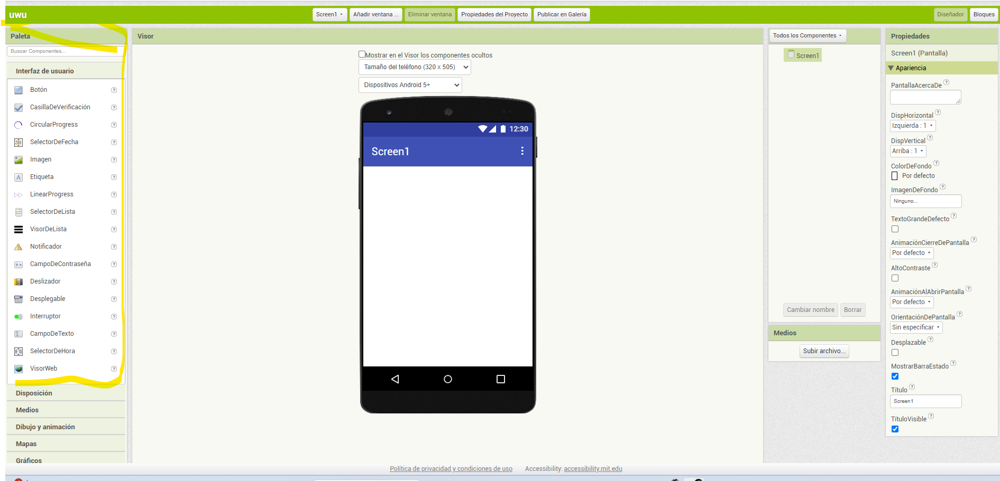 uwu
Screen1
Añadir ventana ...
Eliminar ventana
Propiedades del Proyecto
Publicar en Galería
Diseñador
Bloques
Paleta
Buscar Componentes...
Interfaz de usuario
Botón
CasillaDeVerificación
CircularProgress
SelectorDeFecha
Imagen
Etiqueta
LinearProgress
SelectorDeLista
VisorDeLista
Notificador
CampoDeContraseña
Deslizador
Desplegable
Interruptor
CampoDeTexto
SelectorDeHora
VisorWeb
Disposición
Medios
Dibujo y animación
Mapas
Gráficos
Visor
Mostrar en el Visor los componentes ocultos
Tamaño del teléfono (320 x 505)
Dispositivos Android 5+
12:30
Screen1
Todos los Componentes
Screen1
Cambiar nombre
Borrar
Medios
Subir archivo...
Propiedades
Screen1 (Pantalla)
Apariencia
PantallaAcercaDe
DispHorizontal
Izquierda : 1
DispVertical
Arriba : 1
ColorDeFondo
Por defecto
ImagenDeFondo
Ninguno...
TextoGrandeDefecto
AnimaciónCierreDePantalla
Por defecto
AltoContraste
AnimaciónAlAbrirPantalla
Por defecto
OrientaciónDePantalla
Sin especificar
Desplazable
MostrarBarraEstado
Título
Screen1
TítuloVisible
Política de privacidad y condiciones de uso
Accessibility: accessibility.mit.edu